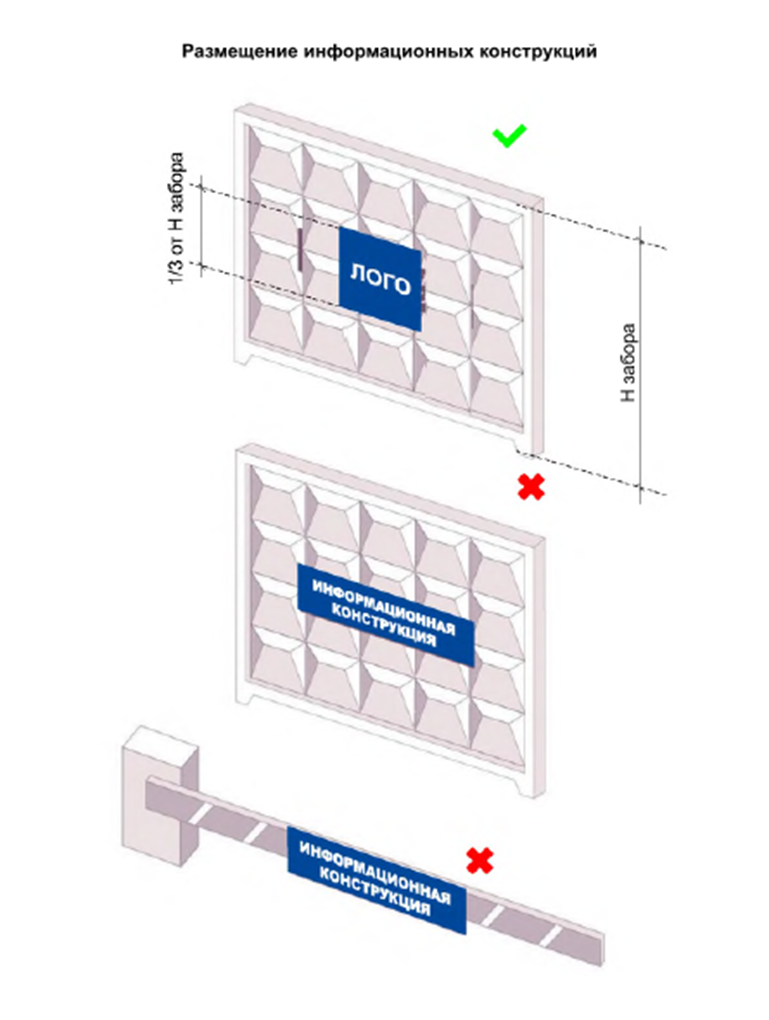 Размещение информационных конструкций
1/3 от Н забора
ЛОГО
Н забора
ИНФОРМАЦИОННАЯ
КОНСТРУКЦИЯ
ИНФОРМАЦИОННАЯ
КОНСТРУКЦИЯ